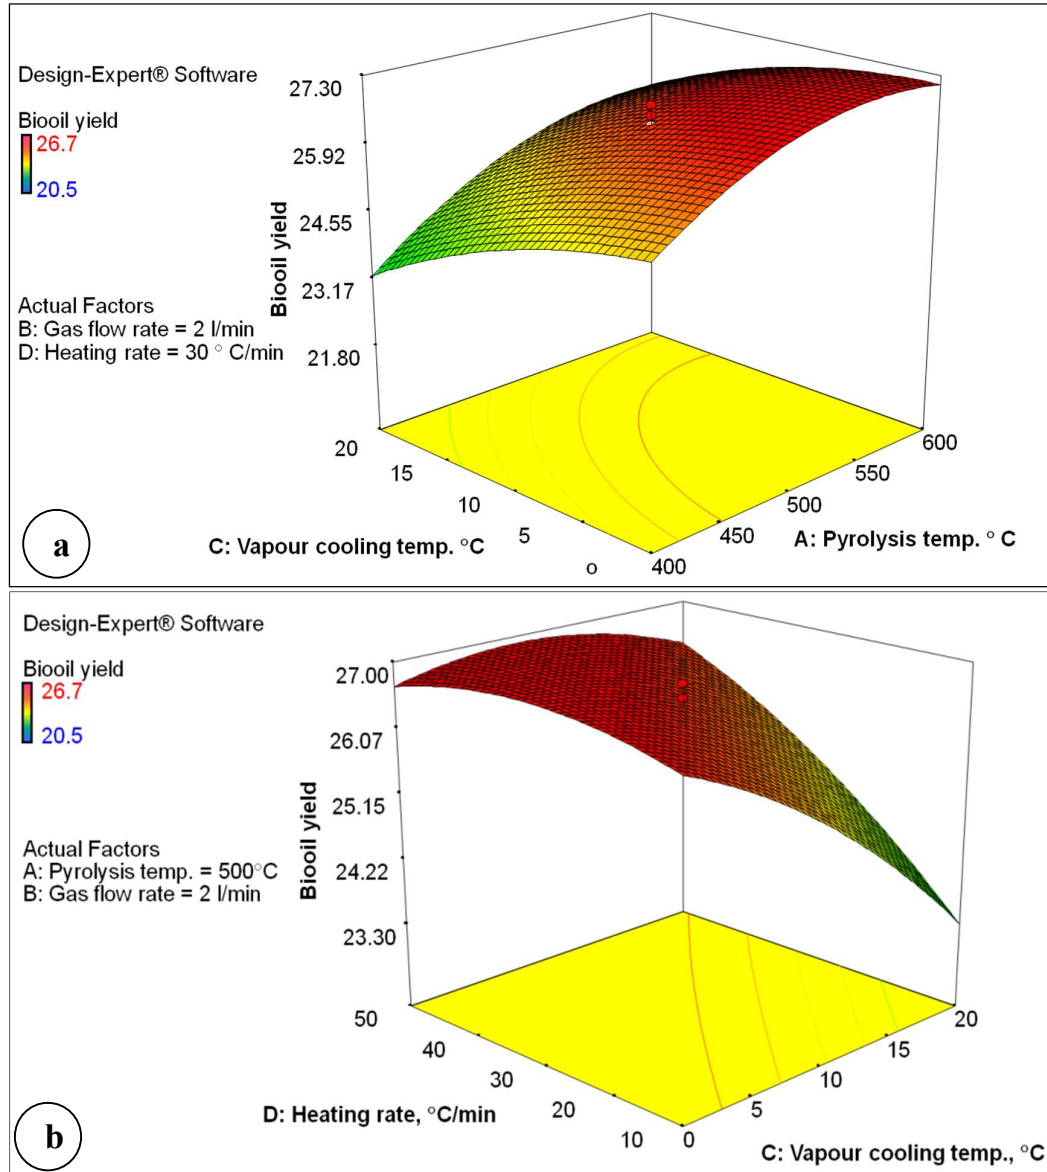 Design-Expert® Software
Biooil yield
26.7
20.5
Actual Factors
B: Gas flow rate = 2 l/min
D: Heating rate = 30 ° C/min
27.30
25.92
24.55
23.17
21.80
Biooil yield
20
15
10
5
o
400
450
500
550
600
C: Vapour cooling temp. °C
A: Pyrolysis temp. ° C
a
Design-Expert® Software
Biooil yield
26.7
20.5
Actual Factors
A: Pyrolysis temp. = 500°C
B: Gas flow rate = 2 l/min
27.00
26.07
25.15
24.22
23.30
Biooil yield
50
40
30
20
10
0
5
10
15
20
D: Heating rate, °C/min
C: Vapour cooling temp., °C
b